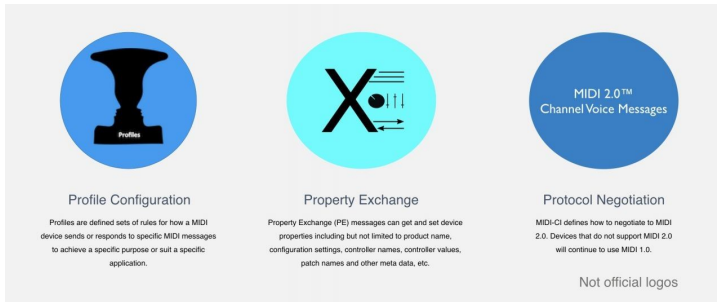 Profiles
MIDI 2.0™
Channel Voice Messages
Profile Configuration
Profiles are defined sets of rules for how a MIDI
device sends or responds to specific MIDI messages
to achieve a specific purpose or suit a specific
application.
Property Exchange
Property Exchange (PE) messages can get and set device
properties including but not limited to product name,
configuration settings, controller names, controller values,
patch names and other meta data, etc.
Protocol Negotiation
MIDI-CI defines how to negotiate to MIDI
2.0. Devices that do not support MIDI 2.0
will continue to use MIDI 1.0.
Not official logos